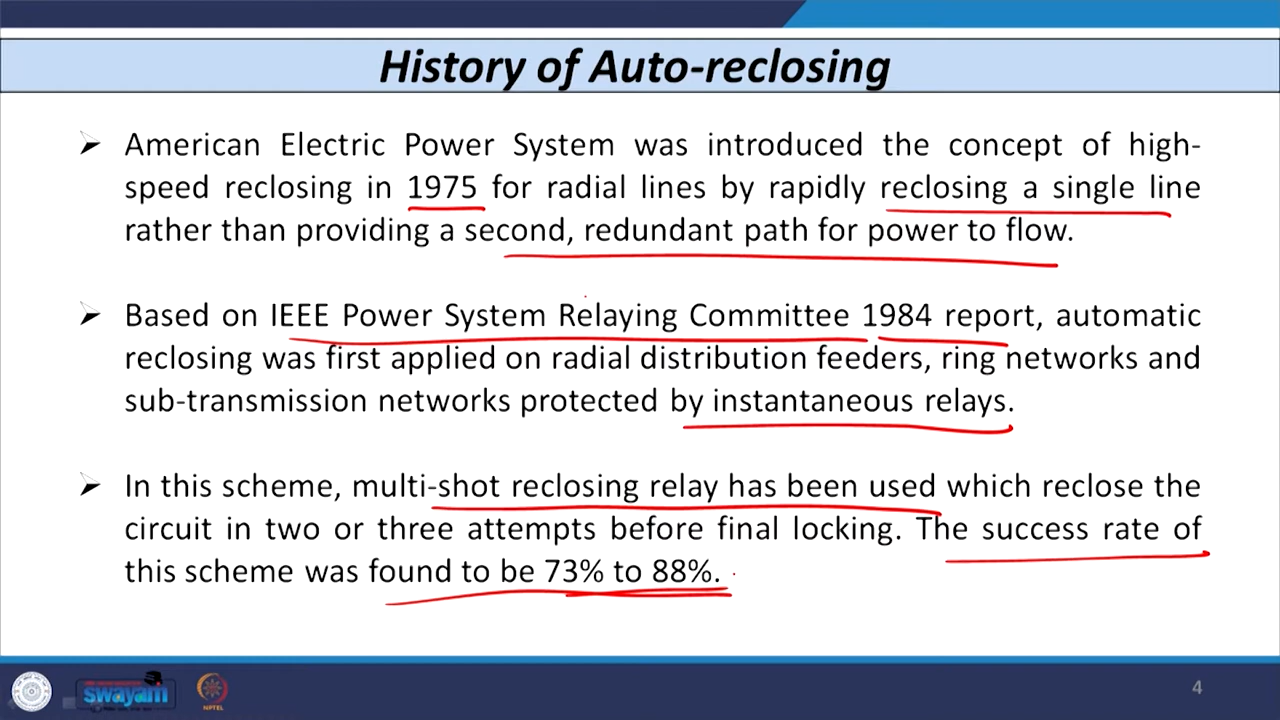 History of Auto-reclosing
➢ American Electric Power System was introduced the concept of high-
speed reclosing in 1975 for radial lines by rapidly reclosing a single line
rather than providing a second, redundant path for power to flow.
➢ Based on IEEE Power System Relaying Committee 1984 report, automatic
reclosing was first applied on radial distribution feeders, ring networks and
sub-transmission networks protected by instantaneous relays.
➢ In this scheme, multi-shot reclosing relay has been used which reclose the
circuit in two or three attempts before final locking. The success rate of
this scheme was found to be 73% to 88%.
swayam
NPTEL
4